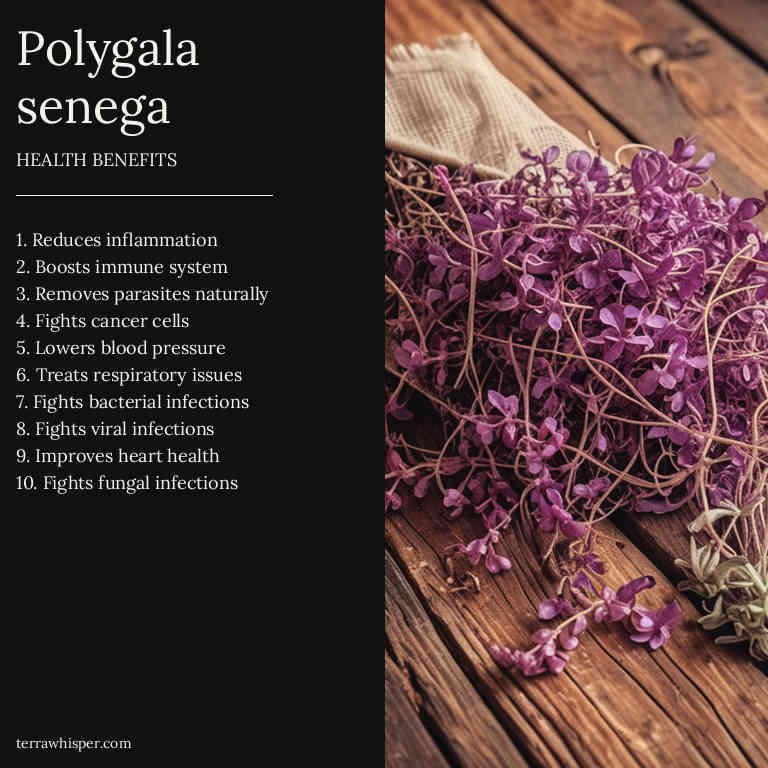 Polygala
senega
HEALTH BENEFITS
1. Reduces inflammation
2. Boosts immune system
3. Removes parasites naturally
4. Fights cancer cells
5. Lowers blood pressure
6. Treats respiratory issues
7. Fights bacterial infections
8. Fights viral infections
9. Improves heart health
10. Fights fungal infections
terrawhisper.com